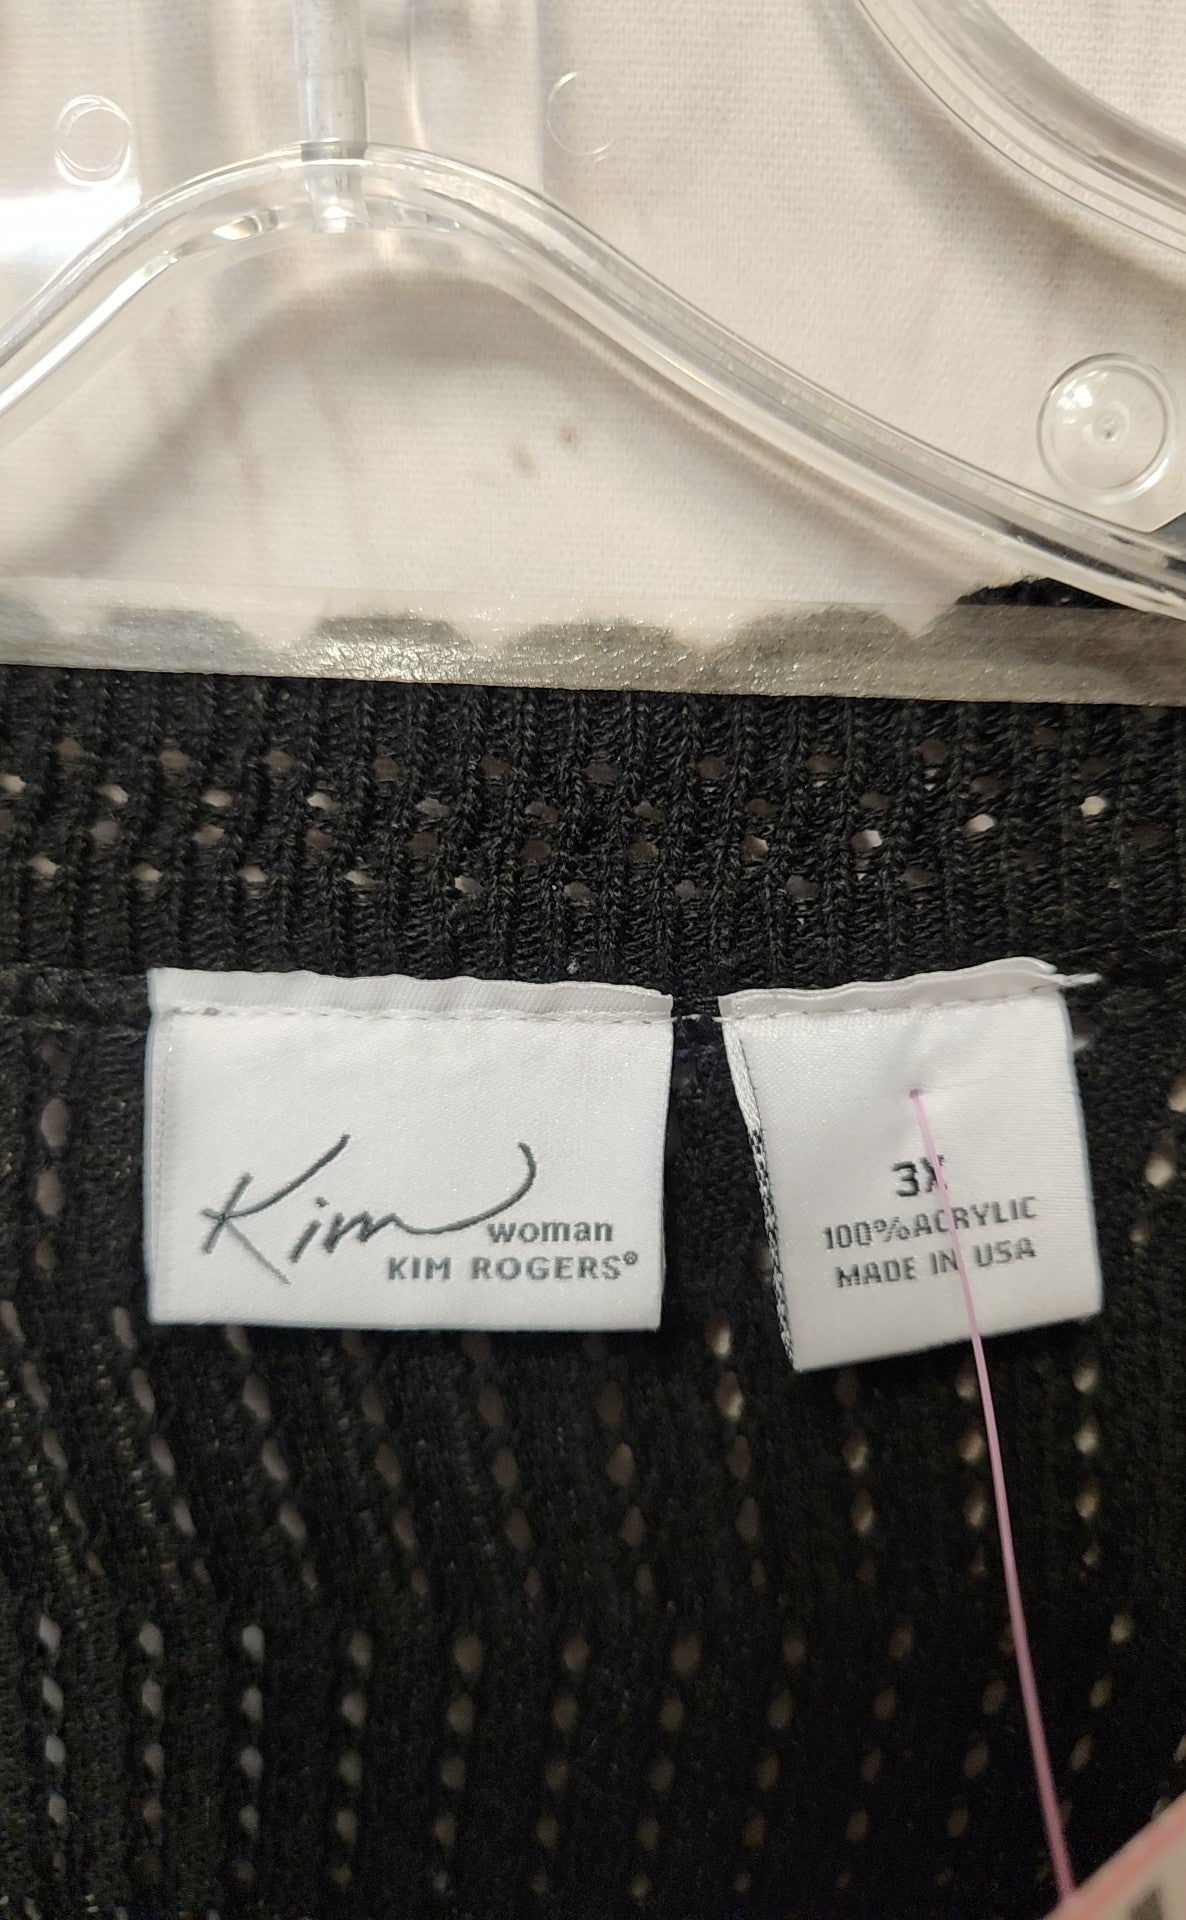 Kim woman
KIM ROGERS®
3X
100% ACRYLIC
MADE IN USA